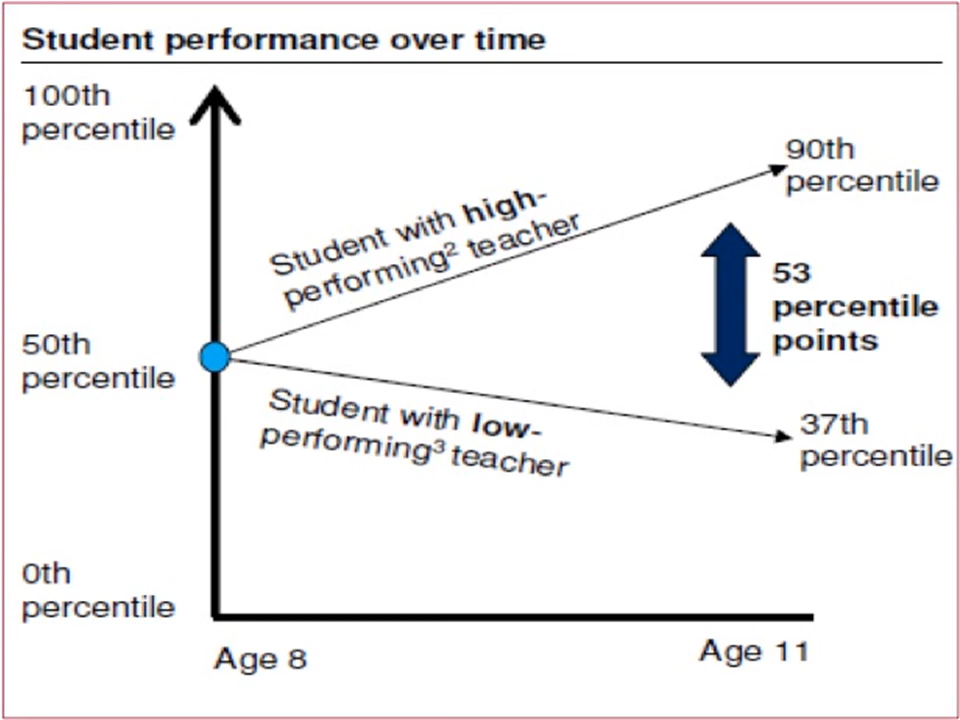 Student performance over time
100th
percentile
90th
percentile
Student with high-
performing² teacher
53
percentile
points
50th
percentile
Student with low-
performing³ teacher
37th
percentile
0th
percentile
Age 8
Age 11